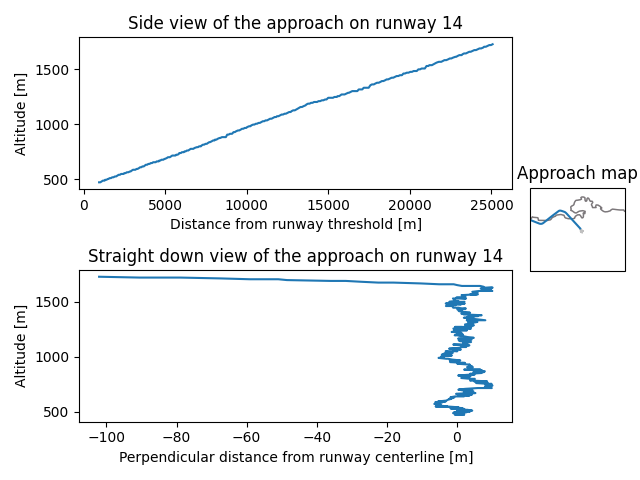 Side view of the approach on runway 14
Altitude [m]
1500
1000
500
0
5000
10000
15000
20000
25000
Distance from runway threshold [m]
Approach map
Straight down view of the approach on runway 14
Altitude [m]
1500
1000
500
−100
−80
−60
−40
−20
0
Perpendicular distance from runway centerline [m]